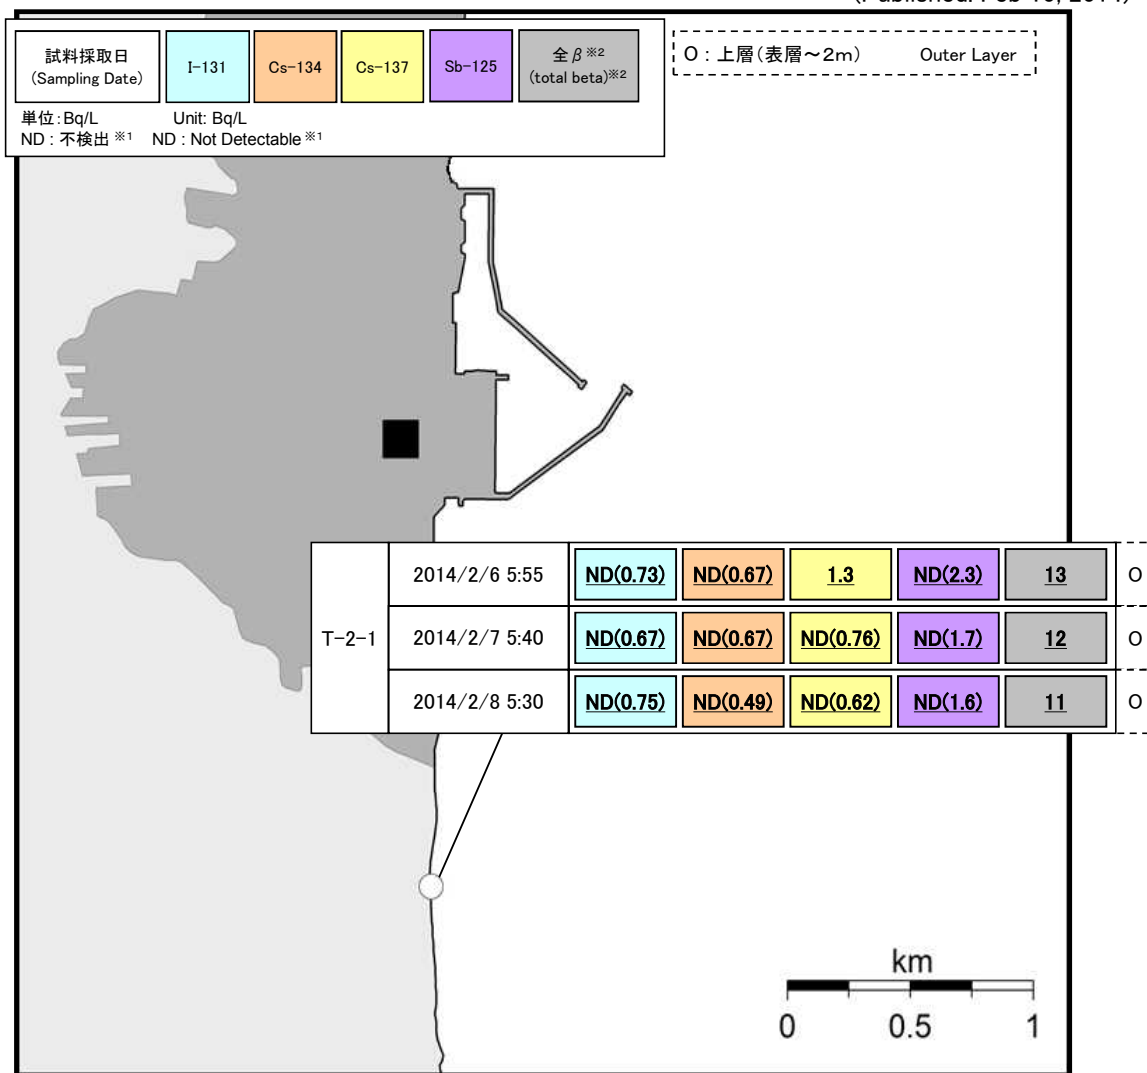 試料採取日
(Sampling Date)
I-131
Cs-134
Cs-137
Sb-125
全β※2
(total beta)※2
単位:Bq/L Unit: Bq/L
ND : 不検出 ※1 ND : Not Detectable ※1
O : 上層(表層~2m) Outer Layer
T-2-1
2014/2/6 5:55 ND(0.73) ND(0.67) 1.3 ND(2.3) 13 O
2014/2/7 5:40 ND(0.67) ND(0.67) ND(0.76) ND(1.7) 12 O
2014/2/8 5:30 ND(0.75) ND(0.49) ND(0.62) ND(1.6) 11 O
km
0 0.5 1